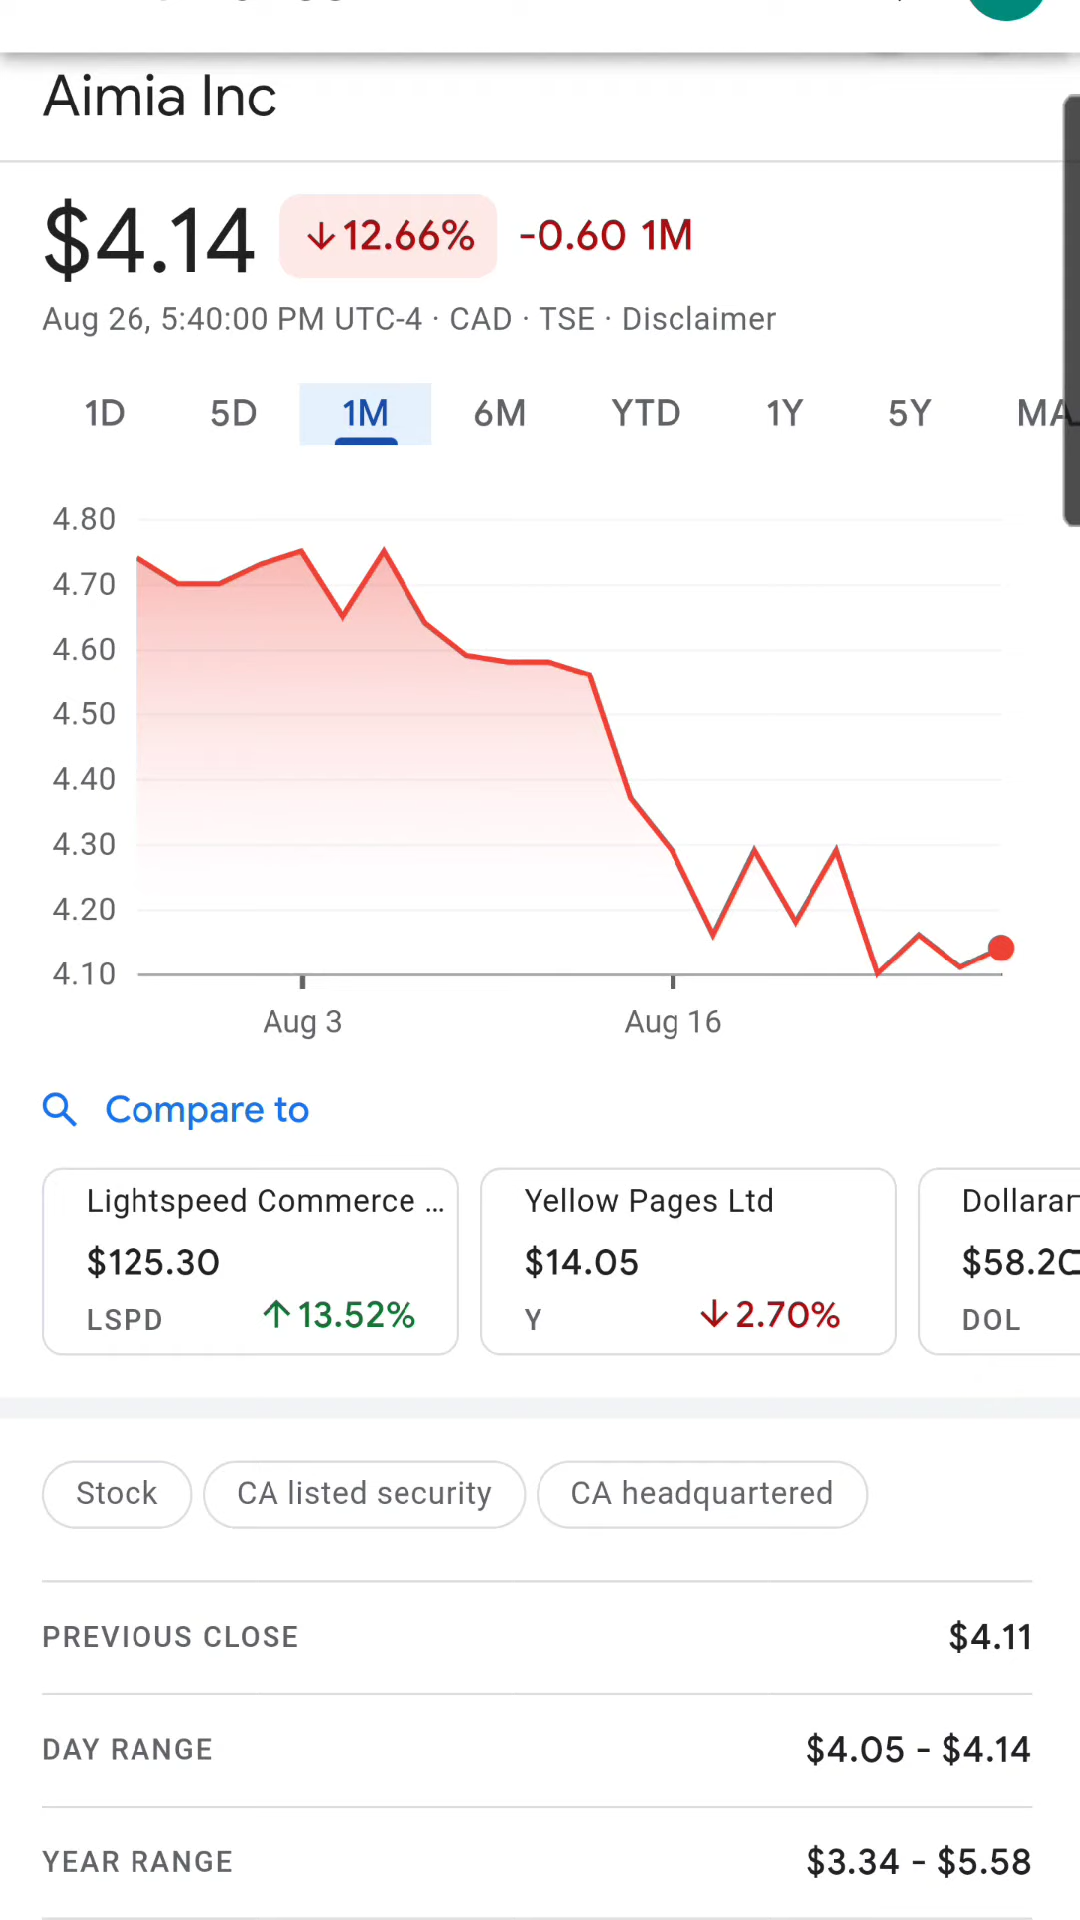 Aimia Inc
$4.14 ↓12.66% -0.60 1M
Aug 26, 5:40:00 PM UTC-4 · CAD · TSE · Disclaimer
1D 5D 1M 6M YTD 1Y 5Y
4.80
4.70
4.60
4.50
4.40
4.30
4.20
4.10
Aug 3 Aug 16
Compare to
Lightspeed Commerce ...
$125.30
LSPD ↑13.52%
Yellow Pages Ltd
$14.05
Y ↓2.70%
$58.20
DOL
Stock CA listed security CA headquartered
PREVIOUS CLOSE $4.11
DAY RANGE $4.05 - $4.14
YEAR RANGE $3.34 - $5.58